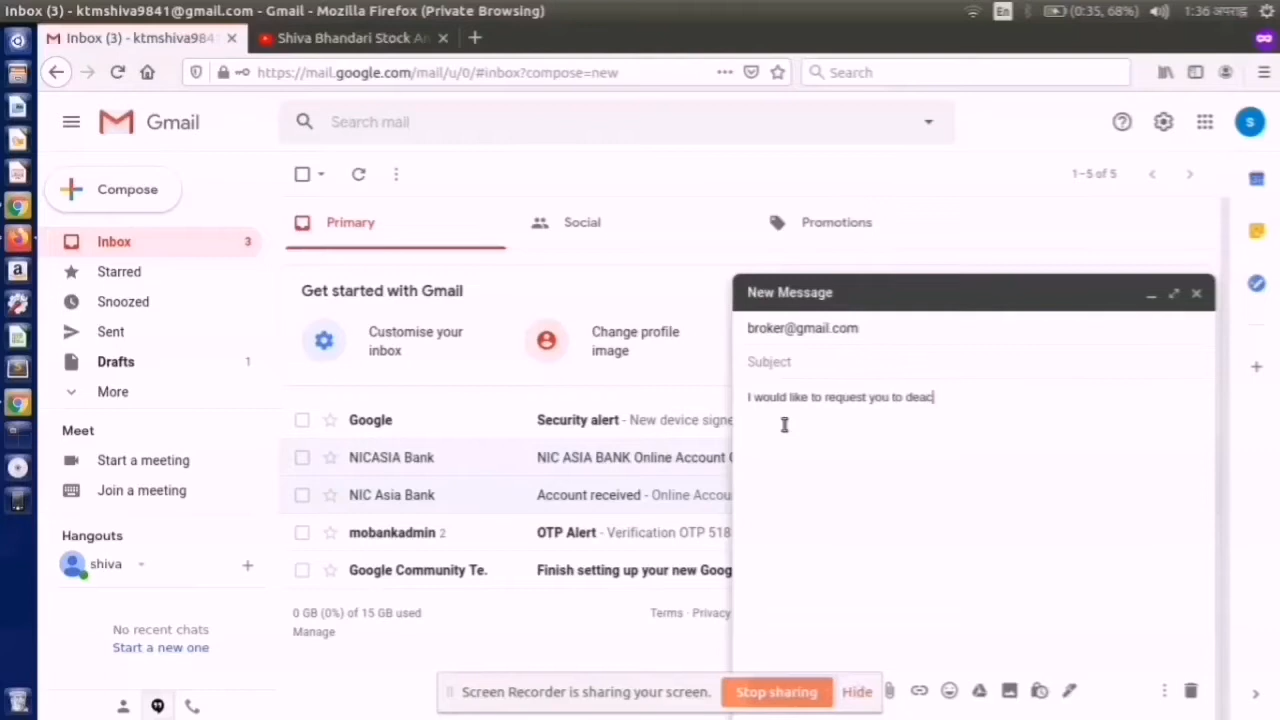 Inbox (3) - ktmshiva9841@gmail.com - Gmail - Mozilla Firefox (Private Browsing)
En
(0:35, 68%)
1:36 अपराह्न
Inbox (3) - ktmshiva984
Shiva Bhandari Stock An
https://mail.google.com/mail/u/0/#inbox?compose=new
Search
Gmail
Search mail
S
Compose
1–5 of 5
Primary
Social
Promotions
Inbox 3
Starred
Snoozed
Sent
Drafts 1
More
Get started with Gmail
Customise your
inbox
Change profile
image
New Message
broker@gmail.com
Subject
I would like to request you to deac
Google Security alert - New device signe
NICASIA Bank NIC ASIA BANK Online Account
NIC Asia Bank Account received - Online Accou
mobankadmin 2 OTP Alert - Verification OTP 518
Google Community Te. Finish setting up your new Goog
Meet
Start a meeting
Join a meeting
Hangouts
shiva
No recent chats
Start a new one
0 GB (0%) of 15 GB used
Manage
Terms · Privacy
Screen Recorder is sharing your screen.
Stop sharing
Hide